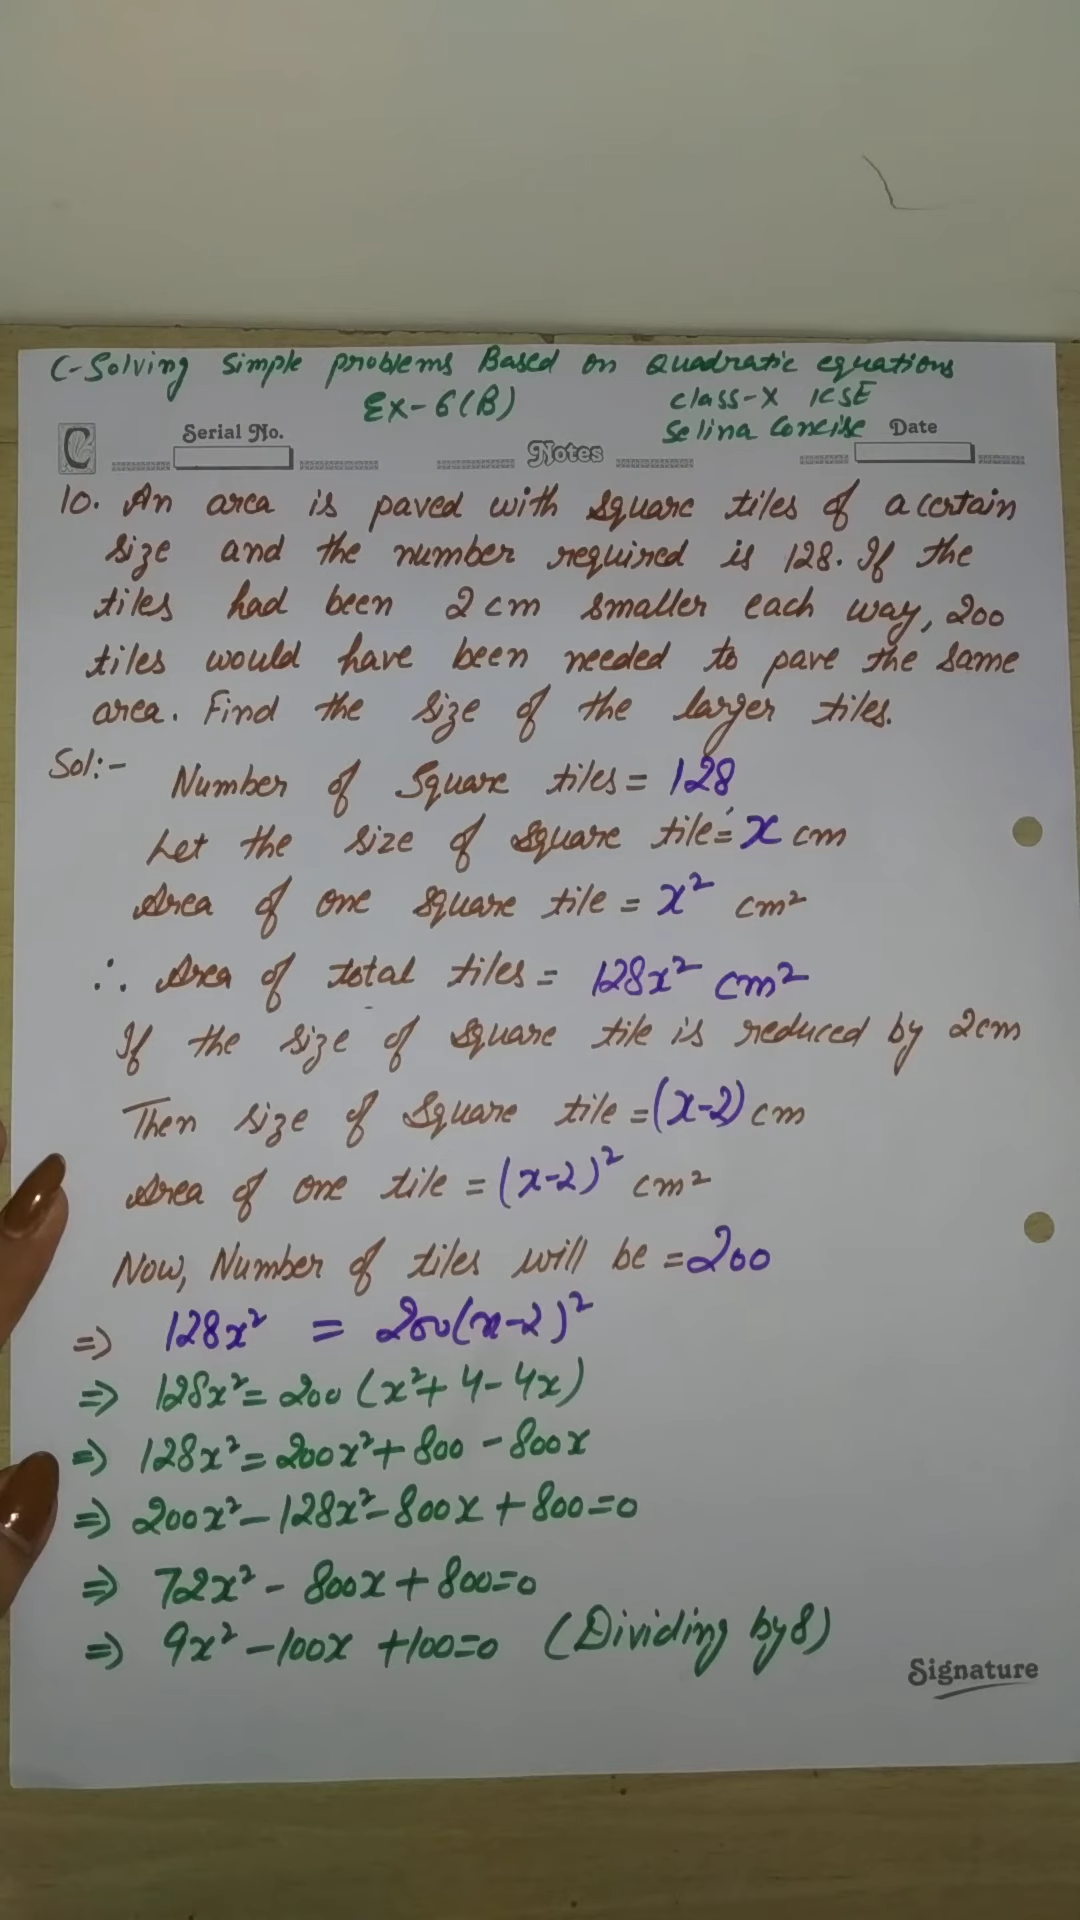 C-Solving Simple problems Based on Quadratic equations
Ex-6(B) Class-X ICSE
Selina Concise
C Serial No. Notes Date
10. An area is paved with square tiles of a certain
size and the number required is 128. If the
tiles had been 2 cm smaller each way, 200
tiles would have been needed to pave the same
area. Find the size of the larger tiles.
Sol:-
Number of Square tiles = 128
Let the size of square tile = x cm
Area of one square tile = x² cm²
∴ Area of total tiles = 128x² cm²
If the size of square tile is reduced by 2cm
Then size of Square tile = (x-2) cm
Area of one tile = (x-2)² cm²
Now, Number of tiles will be = 200
⇒ 128x² = 200(x-2)²
⇒ 128x² = 200 (x²+4-4x)
⇒ 128x² = 200x²+800-800x
⇒ 200x²-128x²-800x+800=0
⇒ 72x²-800x+800=0
⇒ 9x²-100x+100=0 (Dividing by 8)
Signature